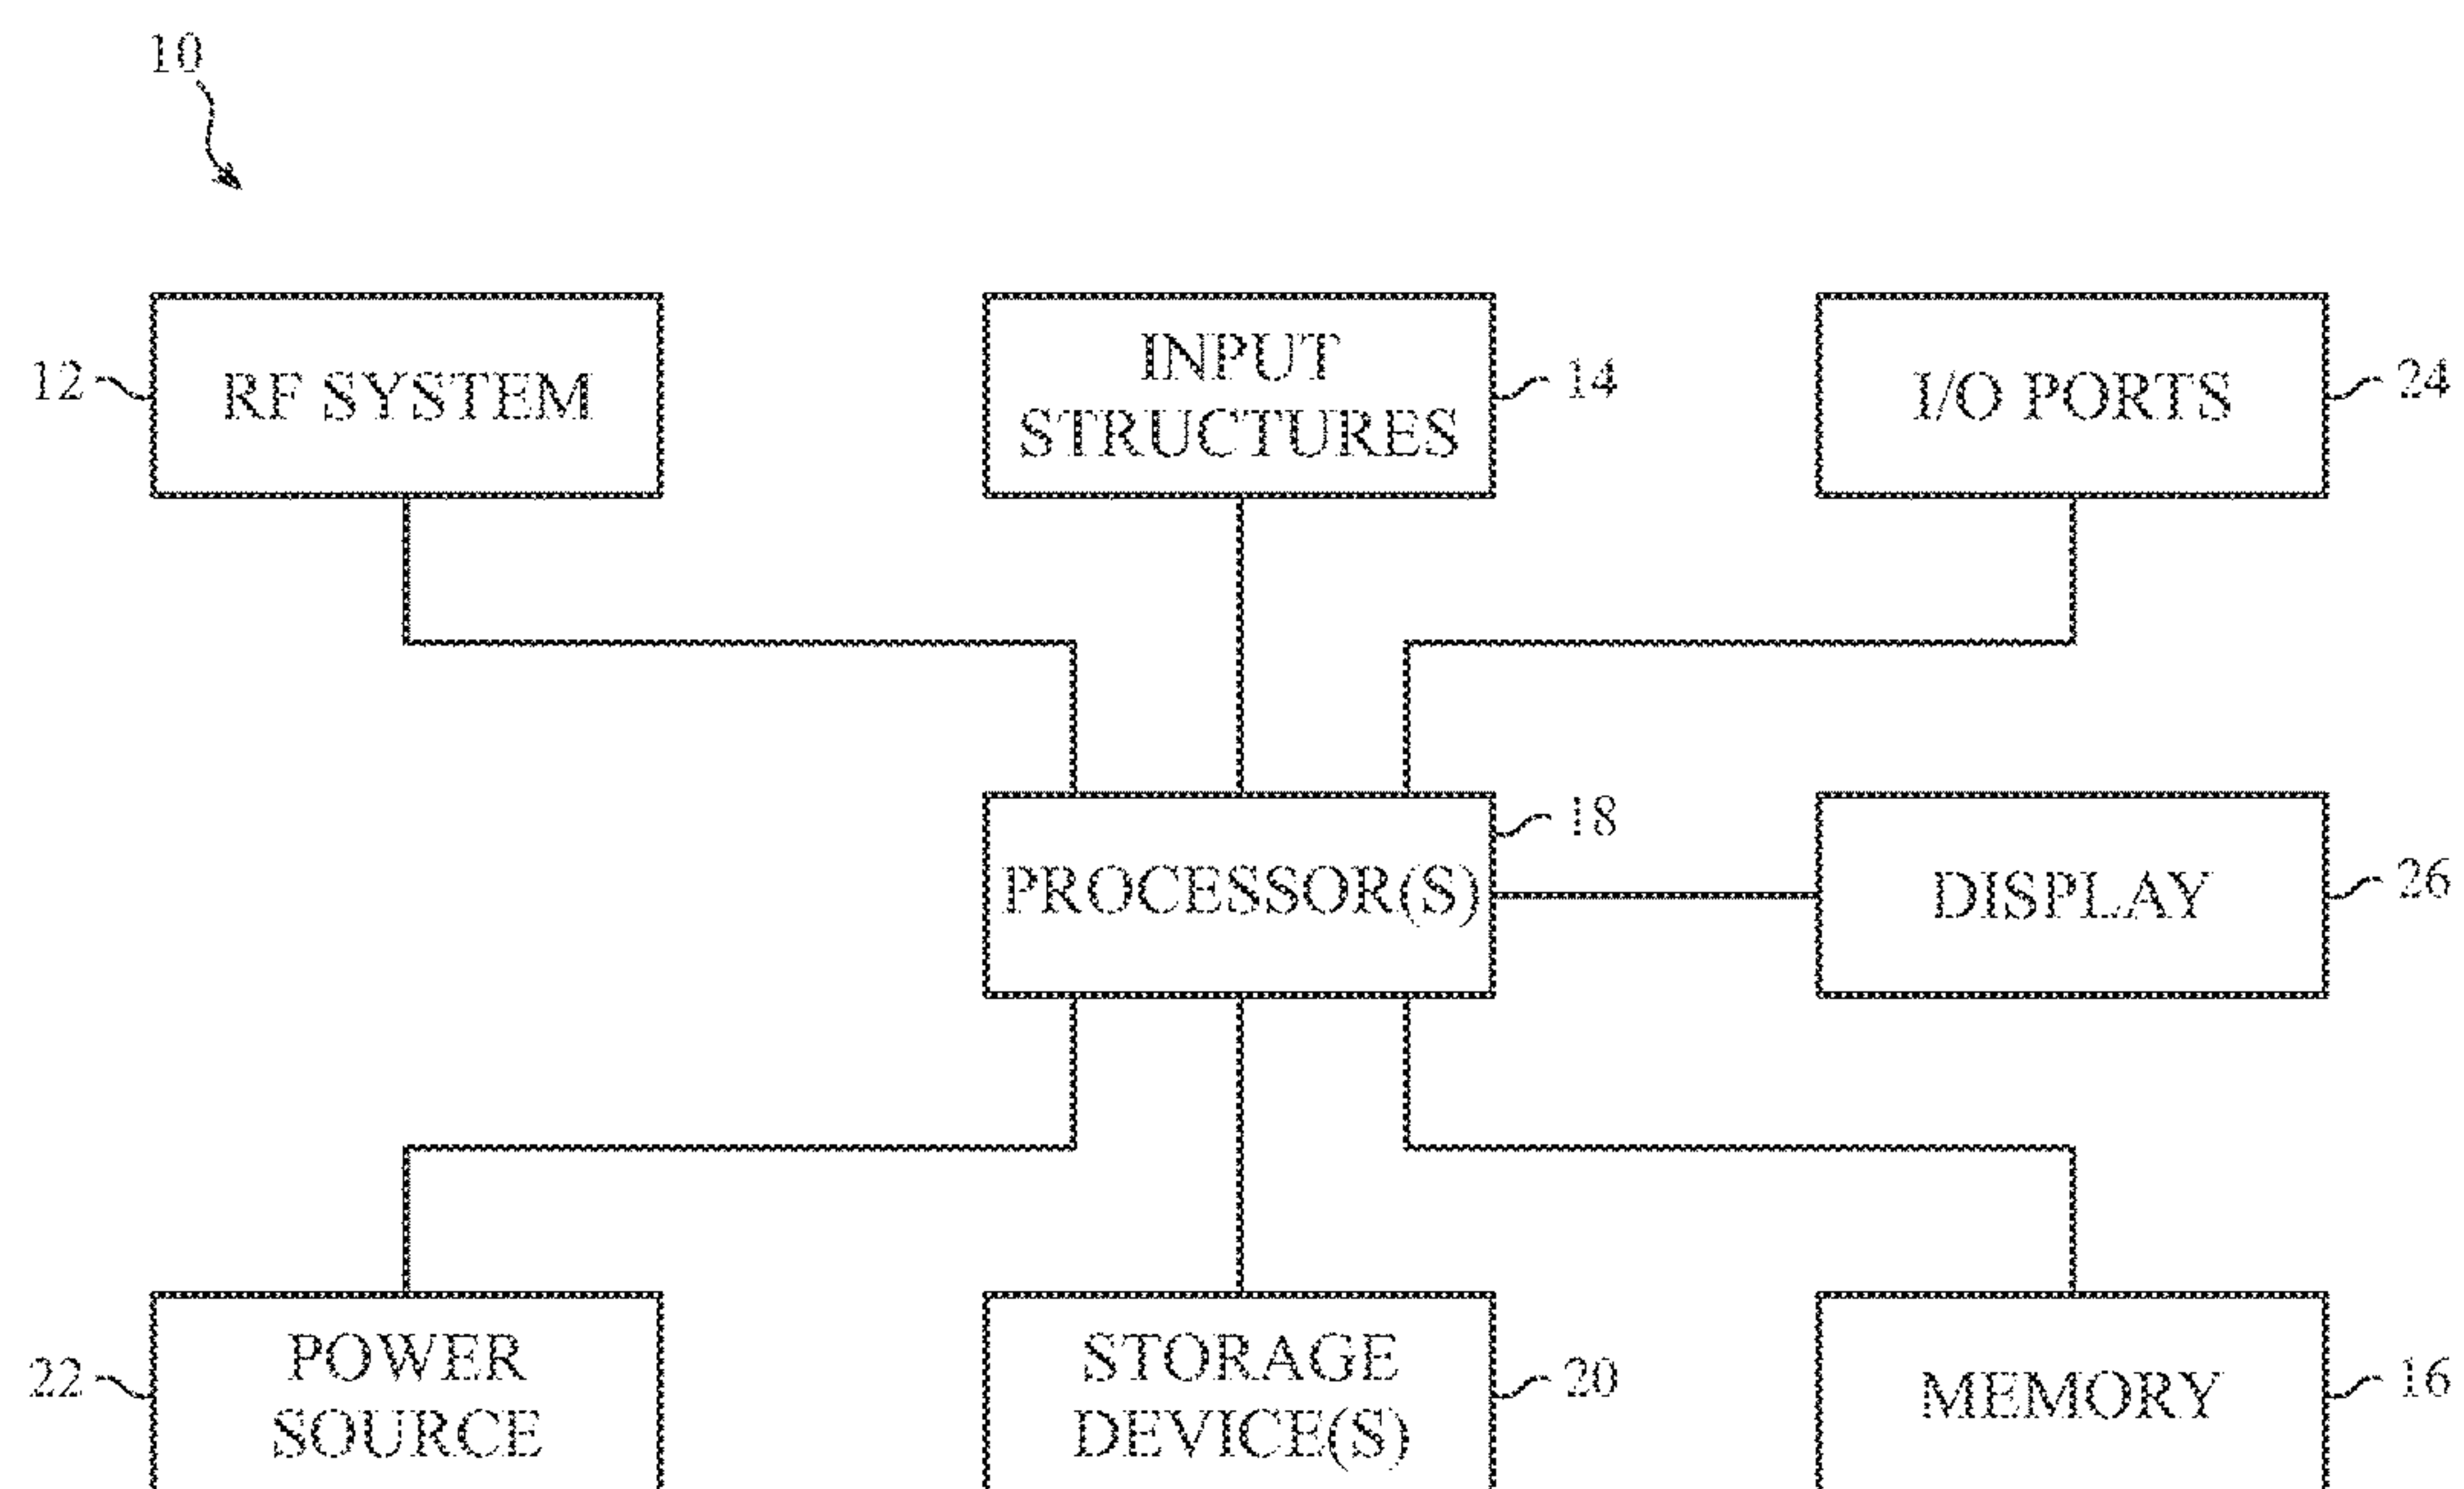 10
12
RF SYSTEM
INPUT
STRUCTURES
14
I/O PORTS
24
PROCESSOR(S)
18
DISPLAY
26
22
POWER
SOURCE
STORAGE
DEVICE(S)
20
MEMORY
16